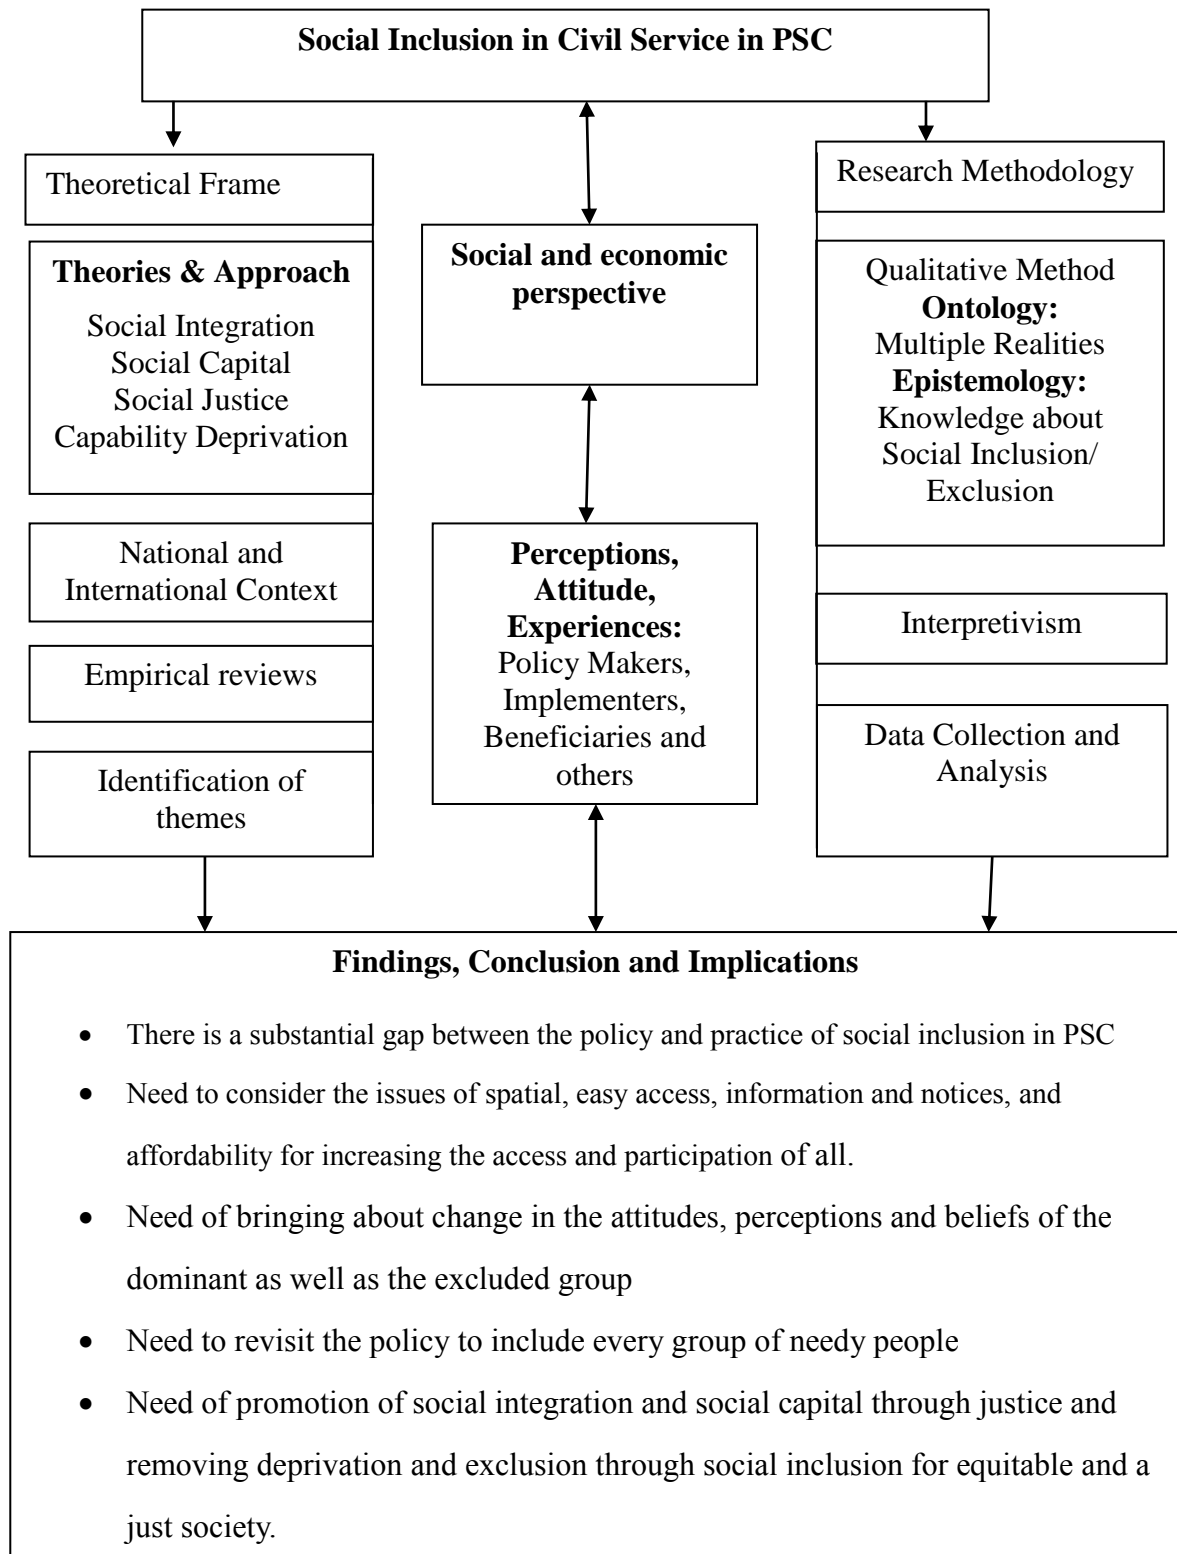 Social Inclusion in Civil Service in PSC
Theoretical Frame
Theories & Approach
Social Integration
Social Capital
Social Justice
Capability Deprivation
National and
International Context
Empirical reviews
Identification of
themes
Social and economic
perspective
Perceptions,
Attitude,
Experiences:
Policy Makers,
Implementers,
Beneficiaries and
others
Research Methodology
Qualitative Method
Ontology:
Multiple Realities
Epistemology:
Knowledge about
Social Inclusion/
Exclusion
Interpretivism
Data Collection and
Analysis
Findings, Conclusion and Implications
• There is a substantial gap between the policy and practice of social inclusion in PSC
• Need to consider the issues of spatial, easy access, information and notices, and
affordability for increasing the access and participation of all.
• Need of bringing about change in the attitudes, perceptions and beliefs of the
dominant as well as the excluded group
• Need to revisit the policy to include every group of needy people
• Need of promotion of social integration and social capital through justice and
removing deprivation and exclusion through social inclusion for equitable and a
just society.